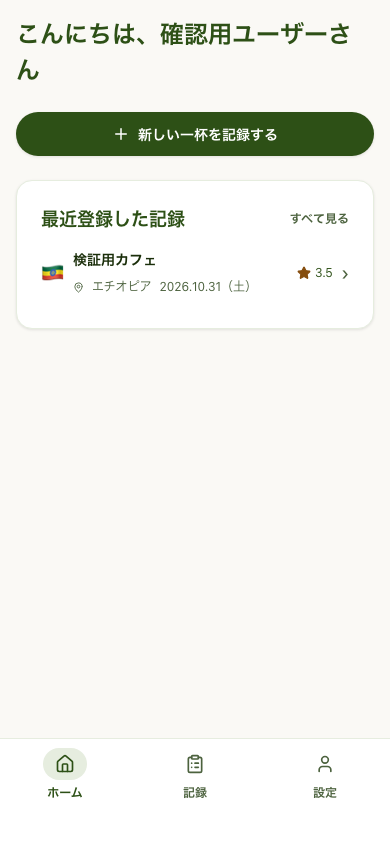 こんにちは、確認用ユーザーさ
ん
新しい一杯を記録する
最近登録した記録
すべて見る
検証用カフェ
3.5
エチオピア 2026.10.31（土）
ホーム
記録
設定